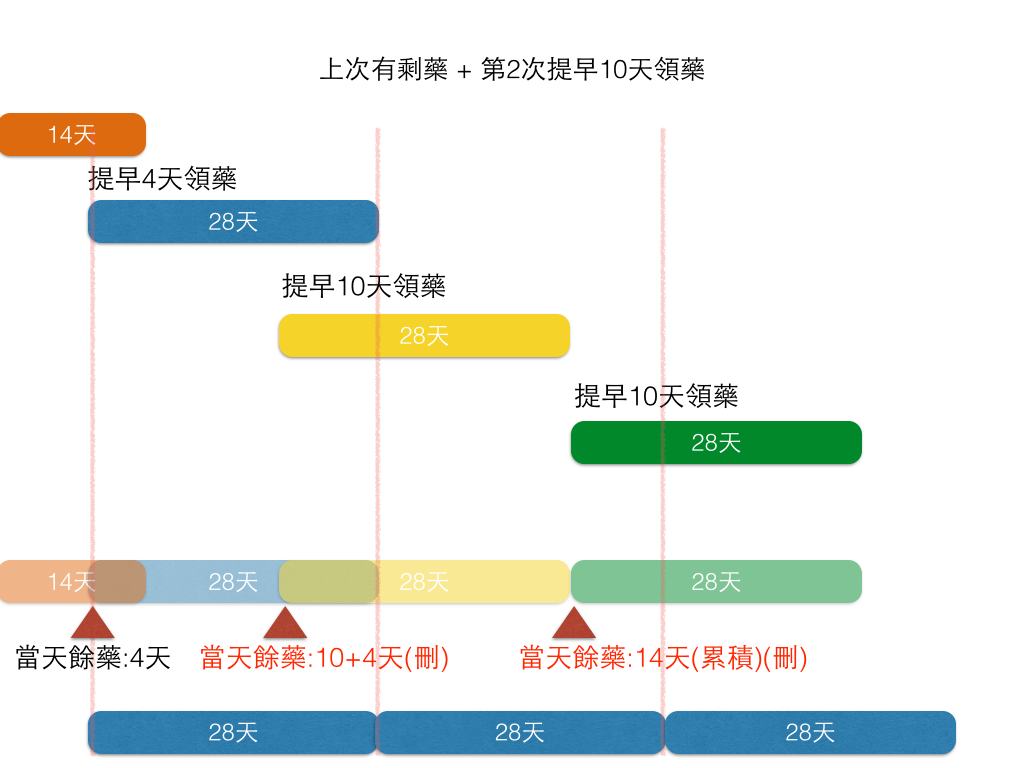 上次有剩藥 + 第2次提早10天領藥
14天
提早4天領藥
28天
提早10天領藥
28天
提早10天領藥
28天
14天 28天 28天 28天
當天餘藥:4天 當天餘藥:10+4天(刪) 當天餘藥:14天(累積)(刪)
28天 28天 28天